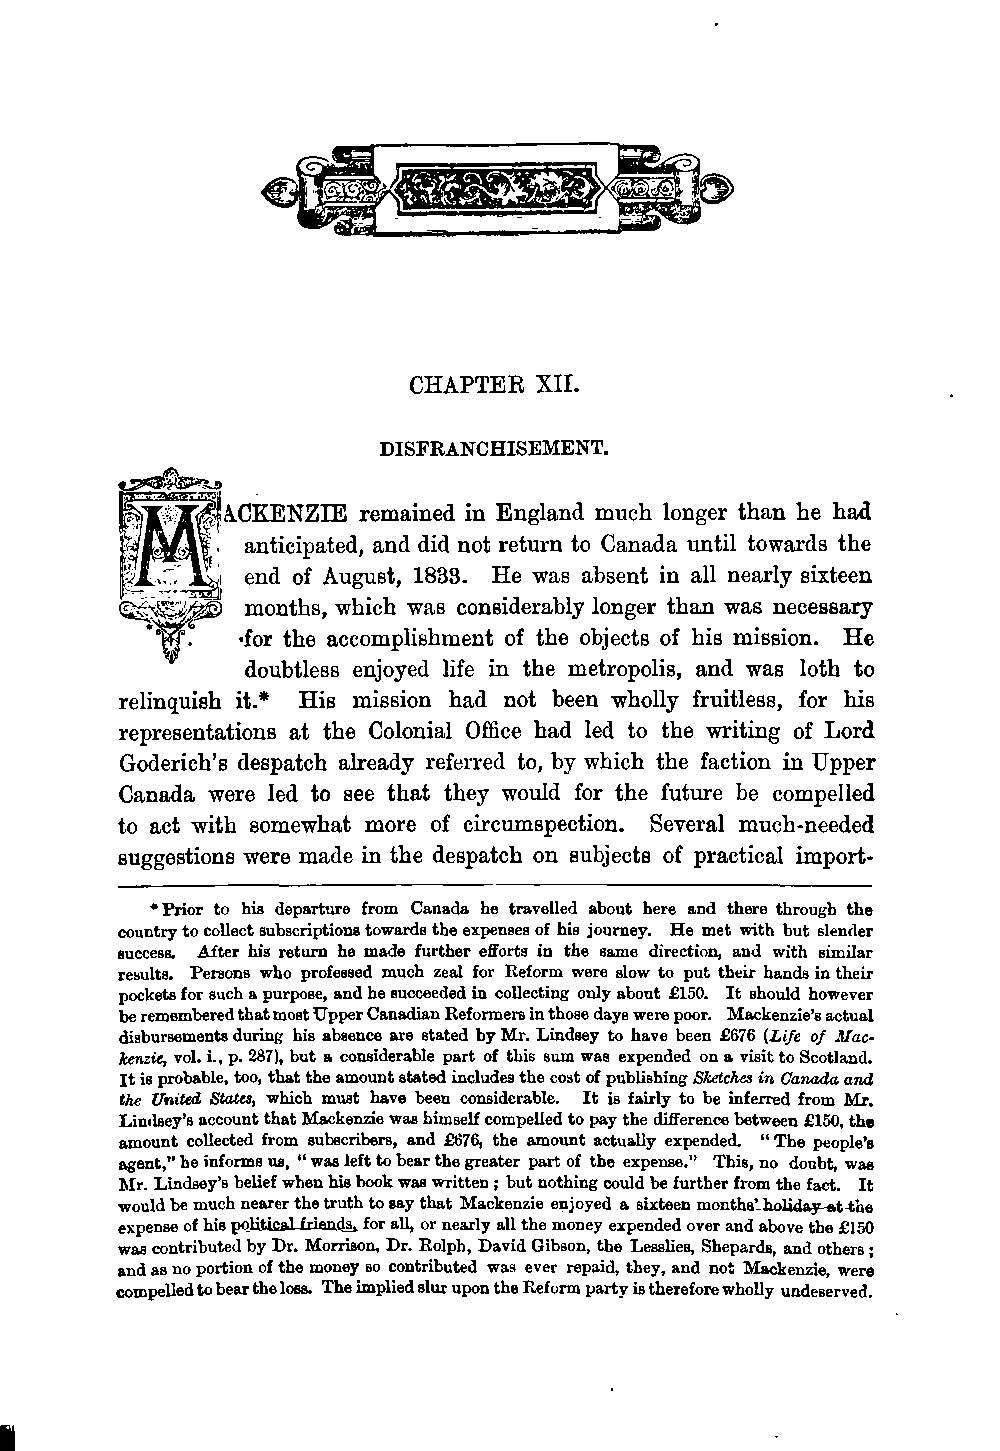 CHAPTER XII.
DISFRANCHISEMENT.
MACKENZIE remained in England much longer than he had
anticipated, and did not return to Canada until towards the
end of August, 1833. He was absent in all nearly sixteen
months, which was considerably longer than was necessary
for the accomplishment of the objects of his mission. He
doubtless enjoyed life in the metropolis, and was loth to
relinquish it.* His mission had not been wholly fruitless, for his
representations at the Colonial Office had led to the writing of Lord
Goderich's despatch already referred to, by which the faction in Upper
Canada were led to see that they would for the future be compelled
to act with somewhat more of circumspection. Several much-needed
suggestions were made in the despatch on subjects of practical import-
* Prior to his departure from Canada he travelled about here and there through the
country to collect subscriptions towards the expenses of his journey. He met with but slender
success. After his return he made further efforts in the same direction, and with similar
results. Persons who professed much zeal for Reform were slow to put their hands in their
pockets for such a purpose, and he succeeded in collecting only about £150. It should however
be remembered that most Upper Canadian Reformers in those days were poor. Mackenzie's actual
disbursements during his absence are stated by Mr. Lindsey to have been £676 (Life of Mac-
kenzie, vol. i., p. 287), but a considerable part of this sum was expended on a visit to Scotland.
It is probable, too, that the amount stated includes the cost of publishing Sketches in Canada and
the United States, which must have been considerable. It is fairly to be inferred from Mr.
Lindsey's account that Mackenzie was himself compelled to pay the difference between £150, the
amount collected from subscribers, and £676, the amount actually expended. "The people's
agent," he informs us, "was left to bear the greater part of the expense." This, no doubt, was
Mr. Lindsey's belief when his book was written; but nothing could be further from the fact. It
would be much nearer the truth to say that Mackenzie enjoyed a sixteen months' holiday at the
expense of his political friends, for all, or nearly all the money expended over and above the £150
was contributed by Dr. Morrison, Dr. Rolph, David Gibson, the Lesslies, Shepards, and others;
and as no portion of the money so contributed was ever repaid, they, and not Mackenzie, were
compelled to bear the loss. The implied slur upon the Reform party is therefore wholly undeserved.